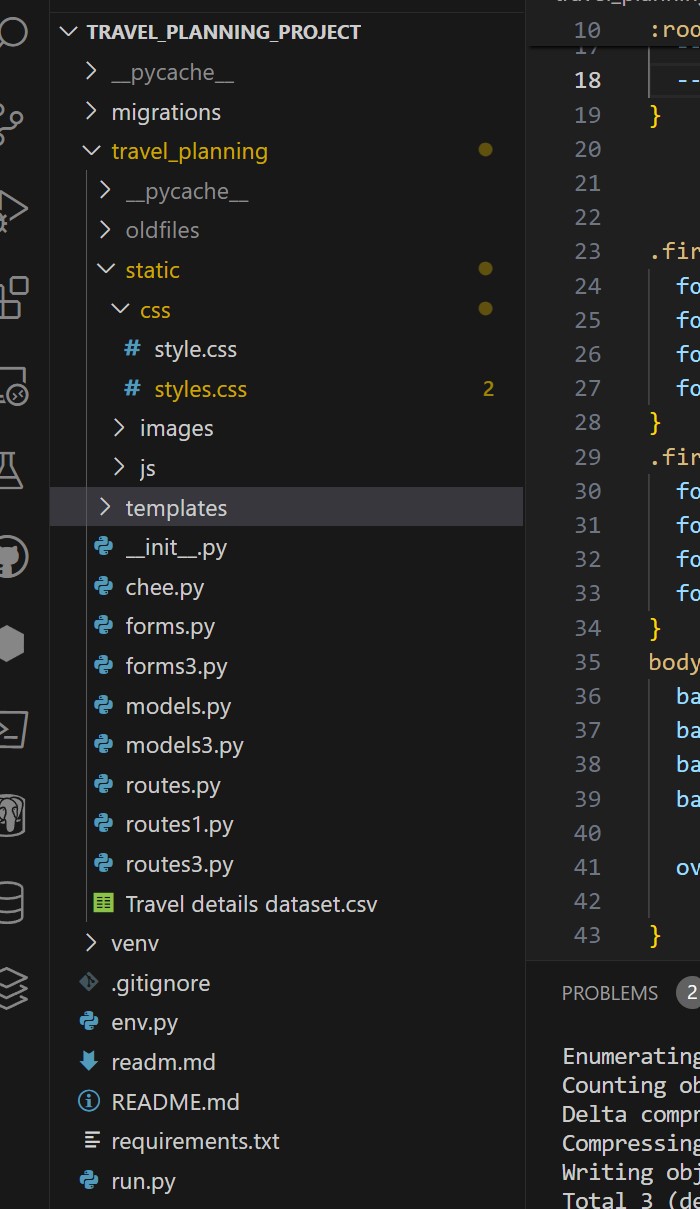 TRAVEL_PLANNING_PROJECT
__pycache__
migrations
travel_planning
__pycache__
oldfiles
static
css
# style.css
# styles.css 2
images
js
templates
__init__.py
chee.py
forms.py
forms3.py
models.py
models3.py
routes.py
routes1.py
routes3.py
Travel details dataset.csv
venv
.gitignore
env.py
readm.md
README.md
requirements.txt
run.py
10 :roo
17 --
18 --
19 }
20
21
22
23 .fir
24 fo
25 fo
26 fo
27 fo
28 }
29 .fir
30 fo
31 fo
32 fo
33 fo
34 }
35 body
36 ba
37 ba
38 ba
39 ba
40
41 ov
42
43 }
PROBLEMS 2
Enumerating
Counting ob
Delta compr
Compressing
Writing obj
Total 3 (de